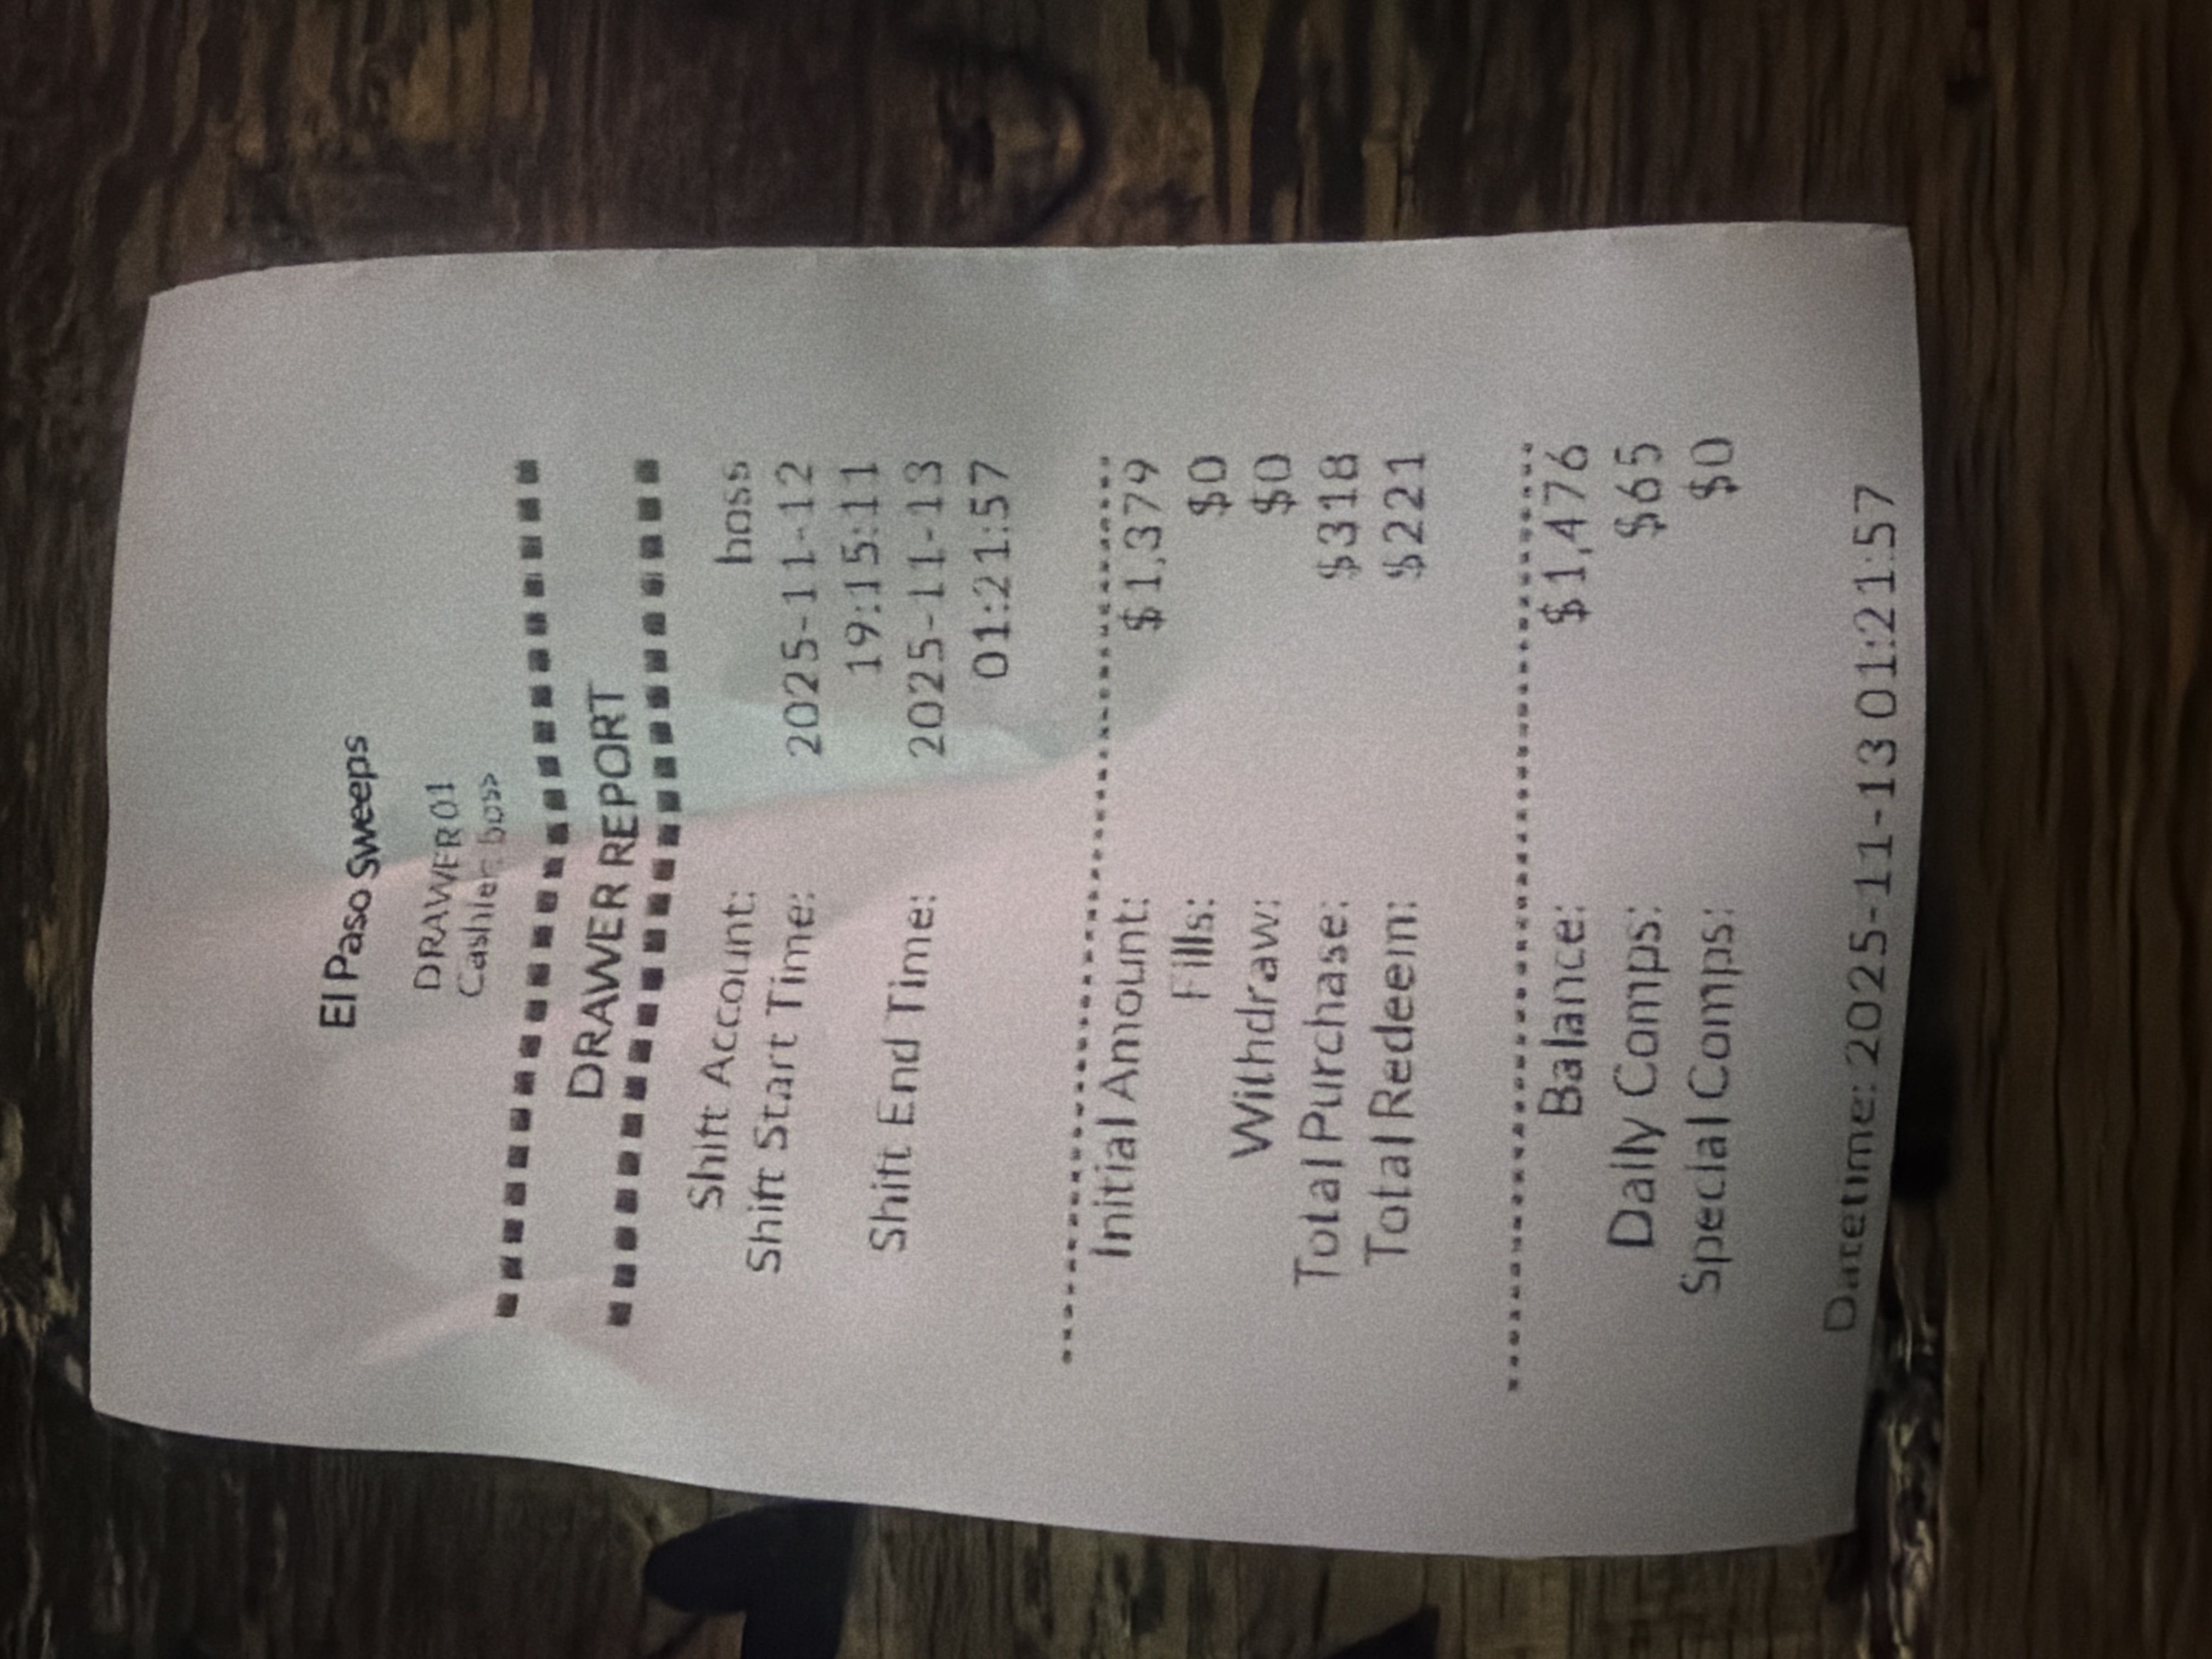 El Paso Sweeps
DRAWER 01
Cashier: boss
DRAWER REPORT
Shift Account: boss
Shift Start Time: 2025-11-12
19:15:11
Shift End Time: 2025-11-13
01:21:57
Initial Amount: $1,379
Fills: $0
Withdraw: $0
Total Purchase: $318
Total Redeem: $221
Balance: $1,476
Daily Comps: $65
Special Comps: $0
Datetime: 2025-11-13 01:21:57